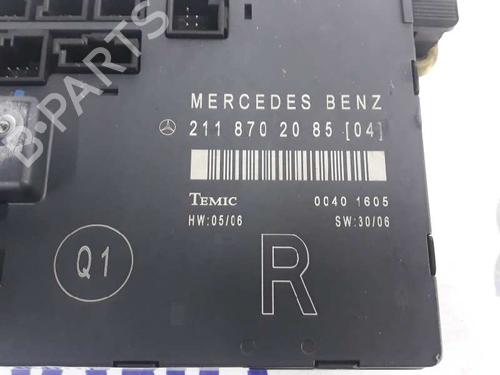 MERCEDES BENZ
211 870 20 85 [04]
TEMIC 0040 1605
HW:05/06 SW:30/06
Q1
R
B-PARTS